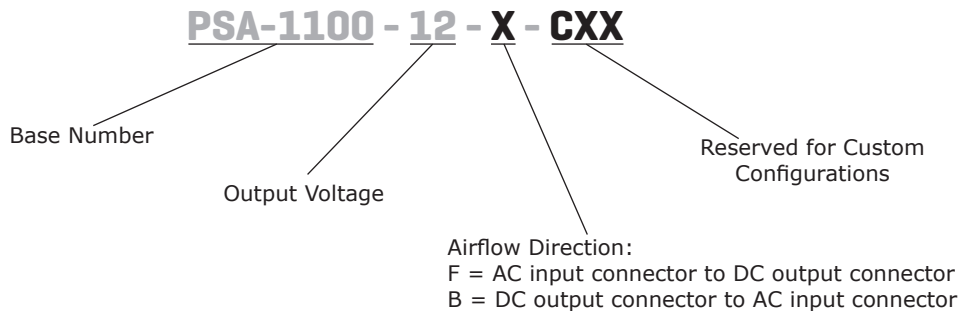 PSA-1100 - 12 - X - CXX
Base Number
Output Voltage
Reserved for Custom
Configurations
Airflow Direction:
F = AC input connector to DC output connector
B = DC output connector to AC input connector